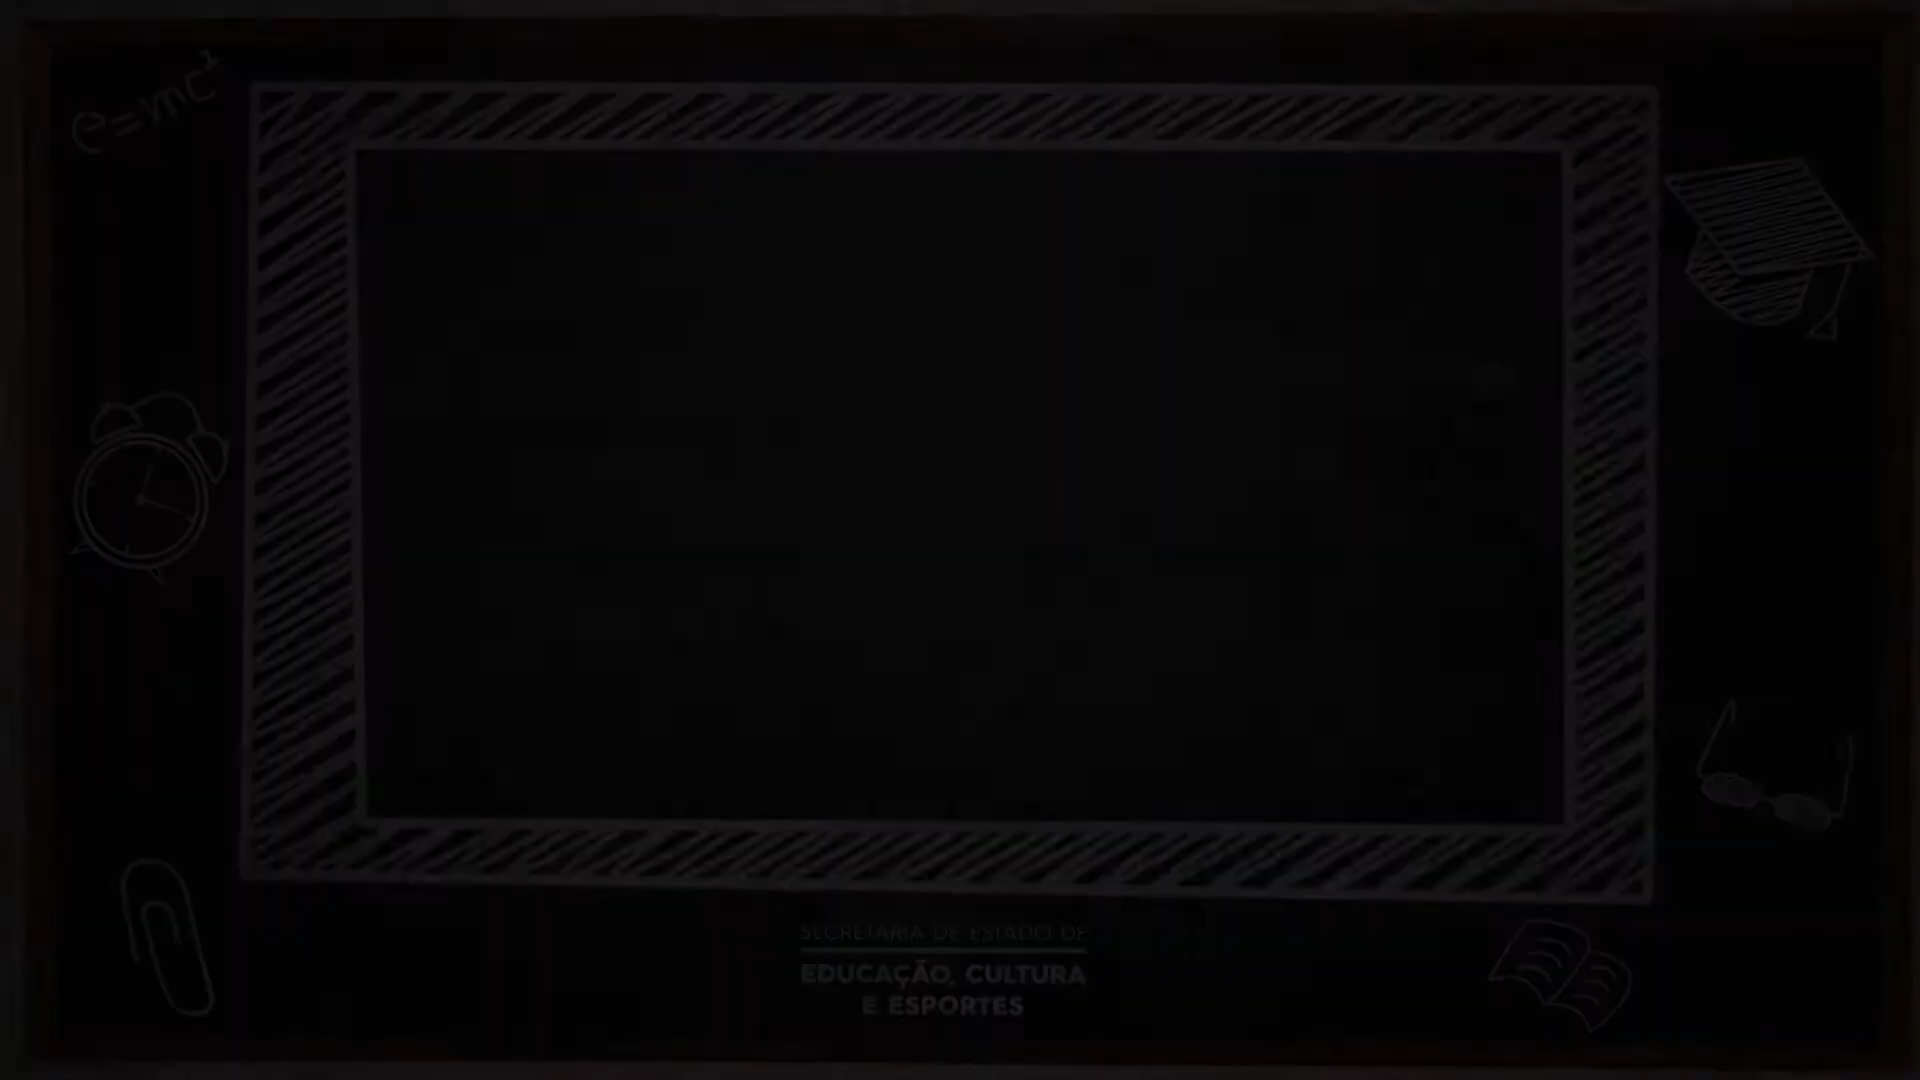 e=mc²
SECRETARIA DE ESTADO DE
EDUCAÇÃO, CULTURA
E ESPORTES